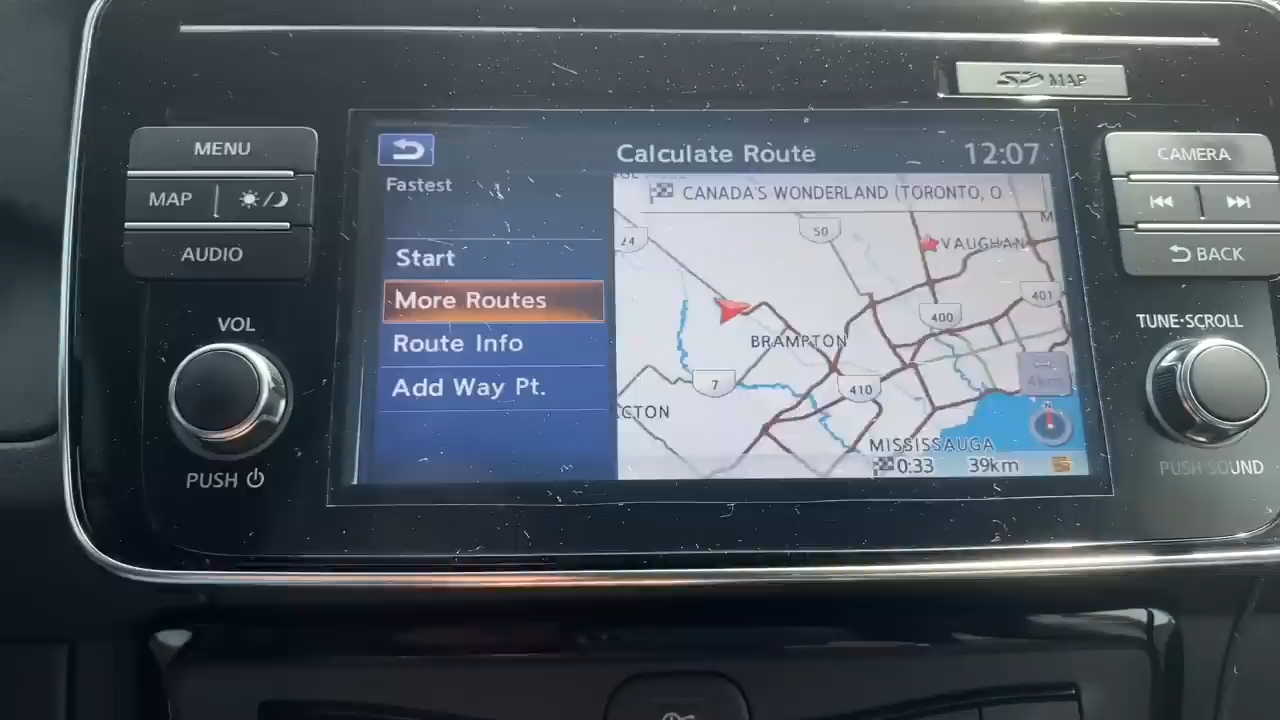 SD MAP
MENU
MAP
AUDIO
VOL
PUSH
Calculate Route
12:07
Fastest
Start
More Routes
Route Info
Add Way Pt.
CANADA'S WONDERLAND (TORONTO, O
24
50
M
VAUGHAN
401
400
BRAMPTON
7
410
4km
N
CTON
MISSISSAUGA
0:33 39km
CAMERA
BACK
TUNE·SCROLL
PUSH SOUND